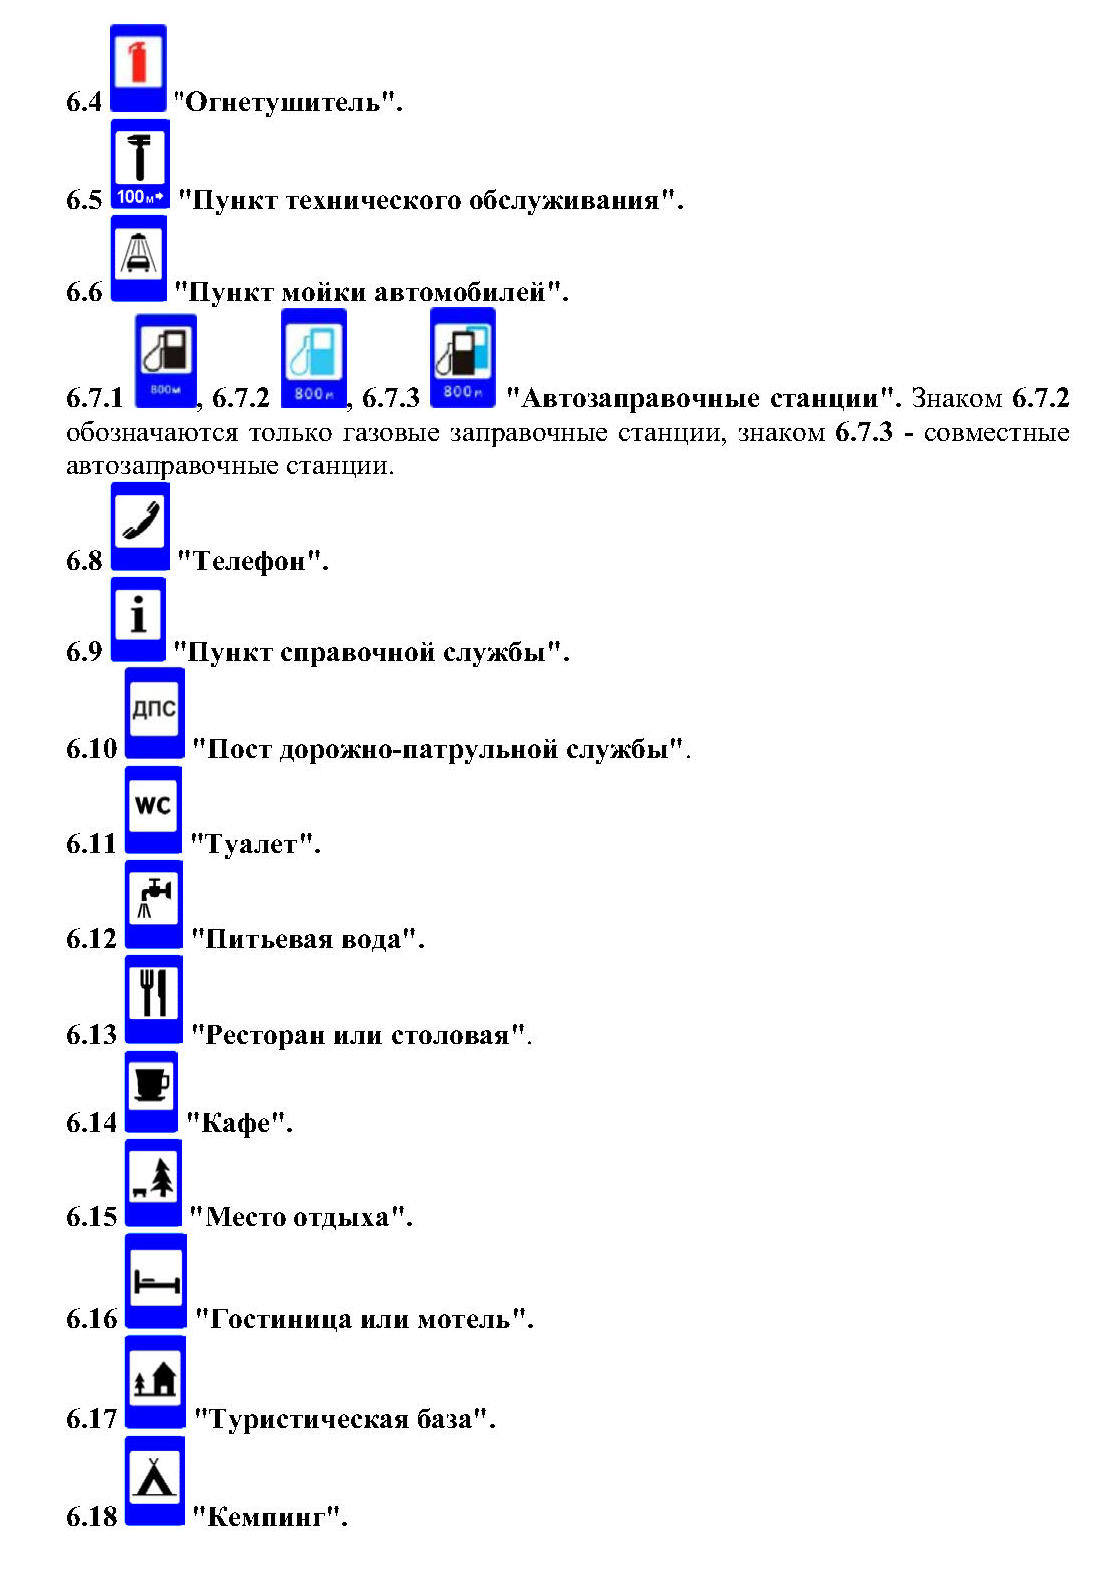 6.4 "Огнетушитель".
100м
6.5 "Пункт технического обслуживания".
6.6 "Пункт мойки автомобилей".
800м 800м 800м
6.7.1 , 6.7.2 , 6.7.3 "Автозаправочные станции". Знаком 6.7.2
обозначаются только газовые заправочные станции, знаком 6.7.3 - совместные
автозаправочные станции.
6.8 "Телефон".
i
6.9 "Пункт справочной службы".
ДПС
6.10 "Пост дорожно-патрульной службы".
WC
6.11 "Туалет".
6.12 "Питьевая вода".
6.13 "Ресторан или столовая".
6.14 "Кафе".
6.15 "Место отдыха".
6.16 "Гостиница или мотель".
6.17 "Туристическая база".
6.18 "Кемпинг".